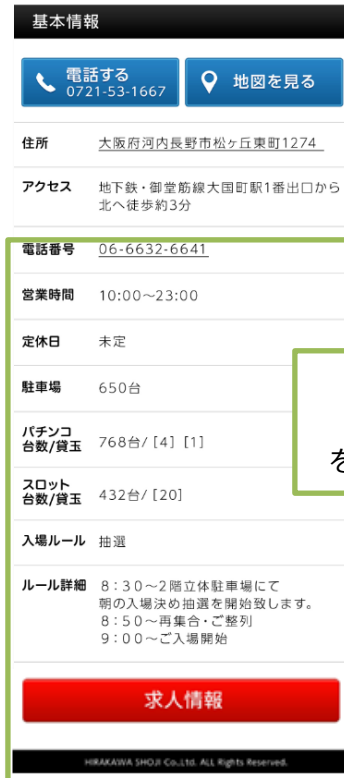 基本情報
電話する
0721-53-1667
地図を見る
住所 大阪府河内長野市松ヶ丘東町1274
アクセス 地下鉄・御堂筋線大国町駅1番出口から
北へ徒歩約3分
電話番号 06-6632-6641
営業時間 10:00～23:00
定休日 未定
駐車場 650台
パチンコ
台数/貸玉 768台/ [4] [1]
を
スロット
台数/貸玉 432台/ [20]
入場ルール 抽選
ルール詳細 8：30～2階立体駐車場にて
朝の入場決め抽選を開始致します。
8：50～再集合・ご整列
9：00～ご入場開始
求人情報
HIRAKAWA SHOJI Co.,Ltd. ALL Rights Reserved.